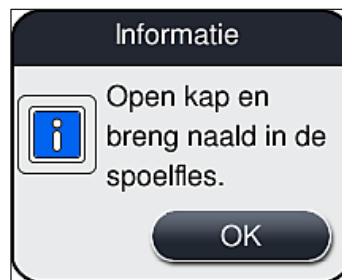 Informatie
Open kap en
breng naald in de
spoelfles.
OK